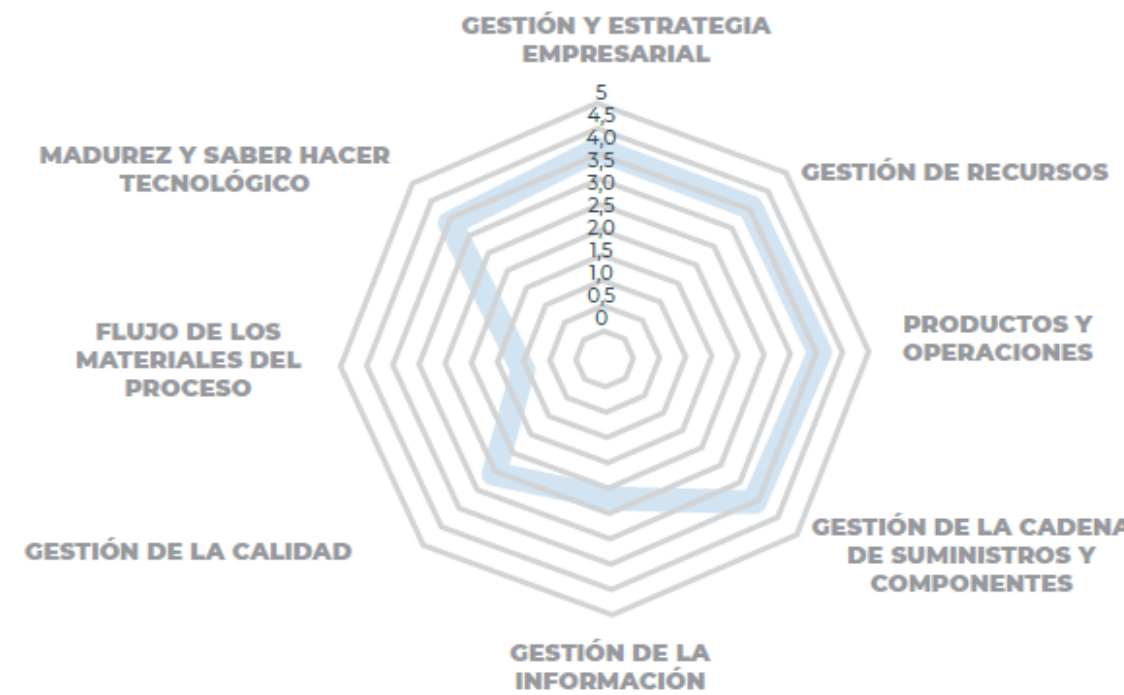 GESTIÓN Y ESTRATEGIA
EMPRESARIAL
5
4,5
4,0
3,5
3,0
2,5
2,0
1,5
1,0
0,5
0
MADUREZ Y SABER HACER
TECNOLÓGICO
GESTIÓN DE RECURSOS
FLUJO DE LOS
MATERIALES DEL
PROCESO
PRODUCTOS Y
OPERACIONES
GESTIÓN DE LA CALIDAD
GESTIÓN DE LA CADENA
DE SUMINISTROS Y
COMPONENTES
GESTIÓN DE LA
INFORMACIÓN